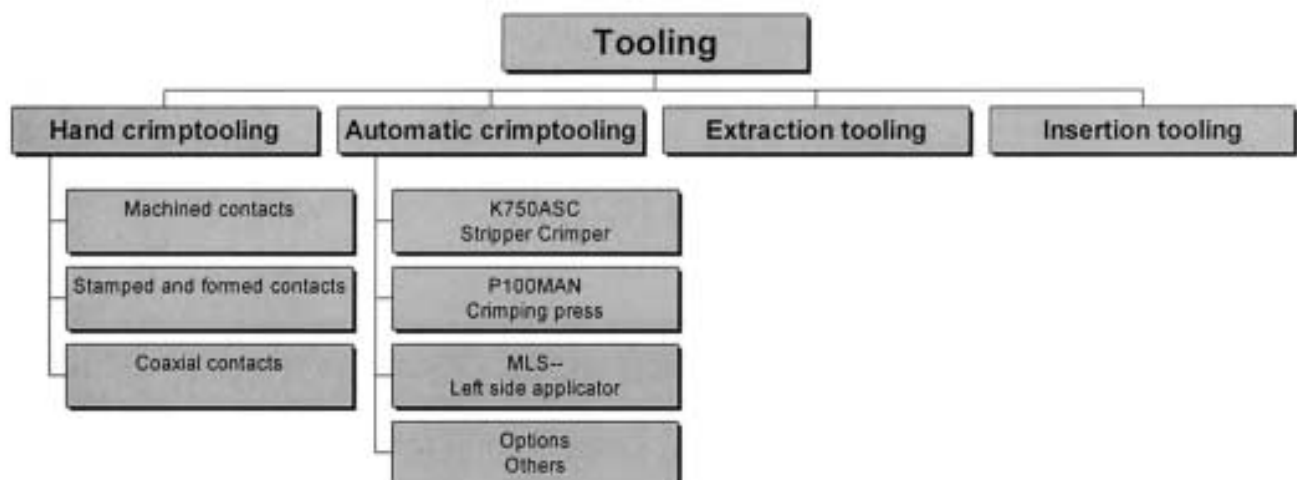 Tooling
Hand crimptooling
Automatic crimptooling
Extraction tooling
Insertion tooling
Machined contacts
Stamped and formed contacts
Coaxial contacts
K750ASC
Stripper Crimper
P100MAN
Crimping press
MLS--
Left side applicator
Options
Others